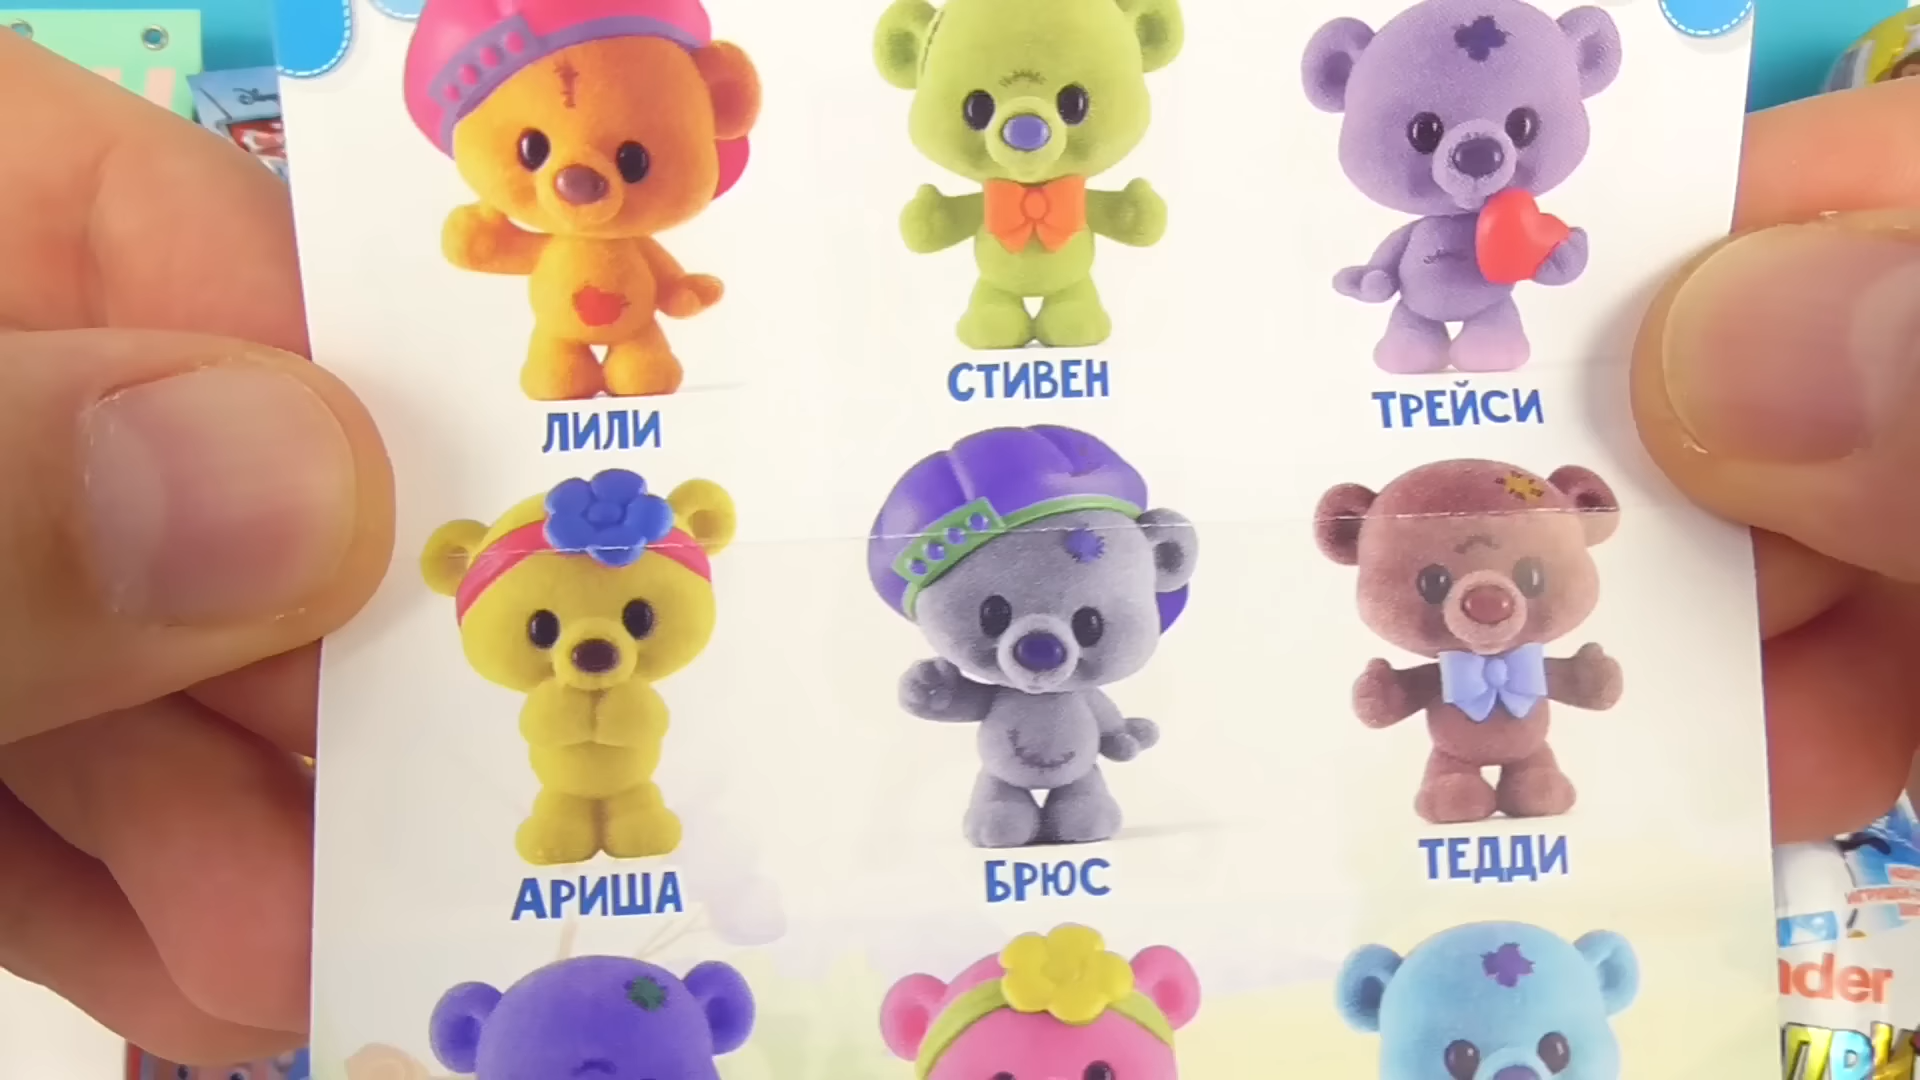 ЛИЛИ
СТИВЕН
ТРЕЙСИ
АРИША
БРЮС
ТЕДДИ
nder